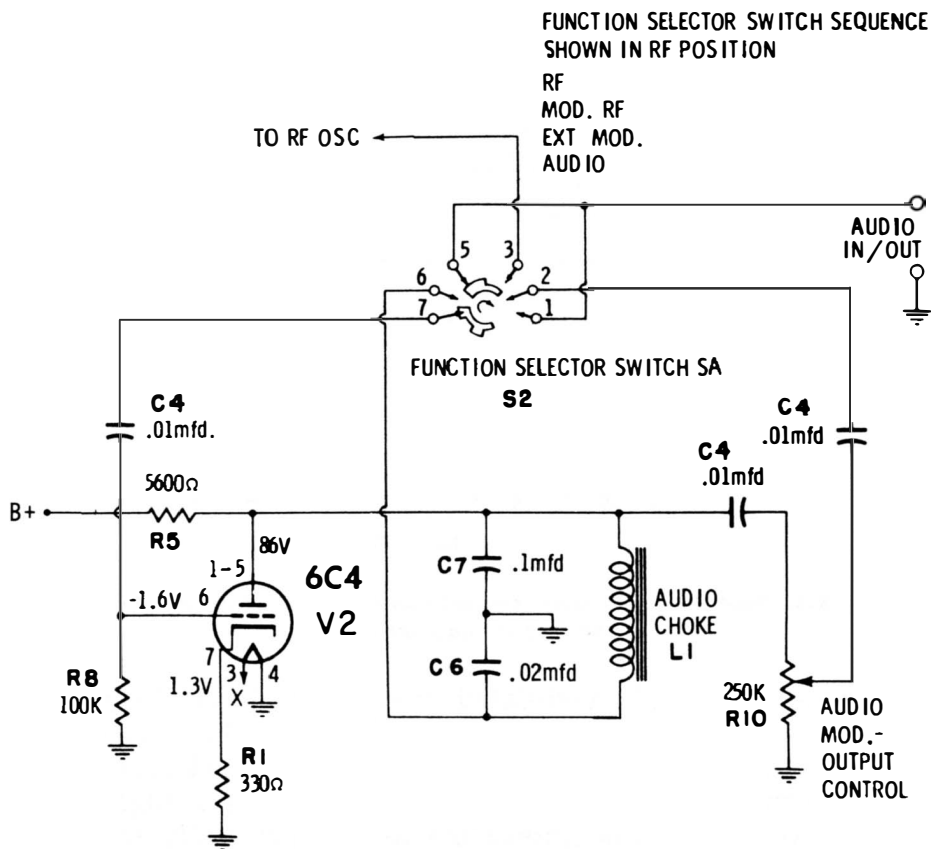 FUNCTION SELECTOR SWITCH SEQUENCE
SHOWN IN RF POSITION
RF
MOD. RF
EXT MOD.
AUDIO
TO RF OSC
AUDIO
IN/OUT
5
3
6
2
7
1
FUNCTION SELECTOR SWITCH SA
S2
C4
.01mfd.
C4
.01mfd
C4
.01mfd
5600Ω
B+
R5
86V
1-5
6C4
V2
-1.6V
6
7
3
4
1.3V
X
C7
.1mfd
C6
.02mfd
AUDIO
CHOKE
L1
R8
100K
250K
R10
AUDIO
MOD.-
OUTPUT
CONTROL
R1
330Ω